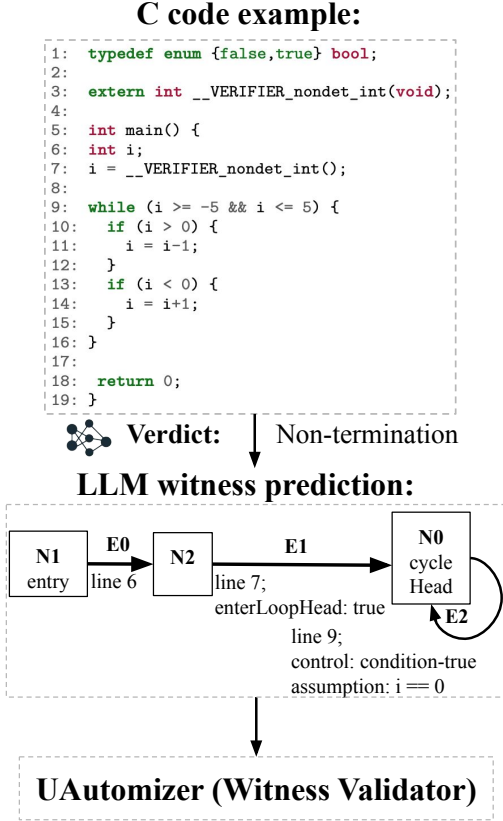 C code example:
1: typedef enum {false,true} bool;
2:
3: extern int __VERIFIER_nondet_int(void);
4:
5: int main() {
6: int i;
7: i = __VERIFIER_nondet_int();
8:
9: while (i >= -5 && i <= 5) {
10: if (i > 0) {
11: i = i-1;
12: }
13: if (i < 0) {
14: i = i+1;
15: }
16: }
17:
18: return 0;
19: }
Verdict: Non-termination
LLM witness prediction:
N1
entry
E0
line 6
N2
E1
line 7;
enterLoopHead: true
N0
cycle
Head
E2
line 9;
control: condition-true
assumption: i == 0
UAutomizer (Witness Validator)